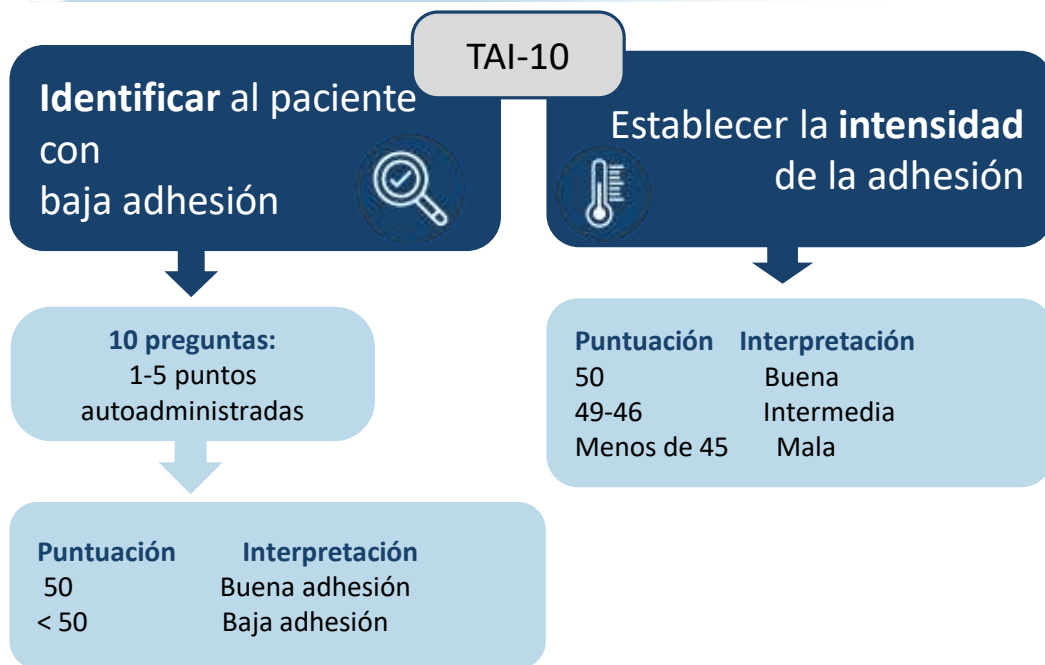 TAI-10
Identificar al paciente
con
baja adhesión
10 preguntas:
1-5 puntos
autoadministradas
Puntuación Interpretación
50 Buena adhesión
< 50 Baja adhesión
Establecer la intensidad
de la adhesión
Puntuación Interpretación
50 Buena
49-46 Intermedia
Menos de 45 Mala